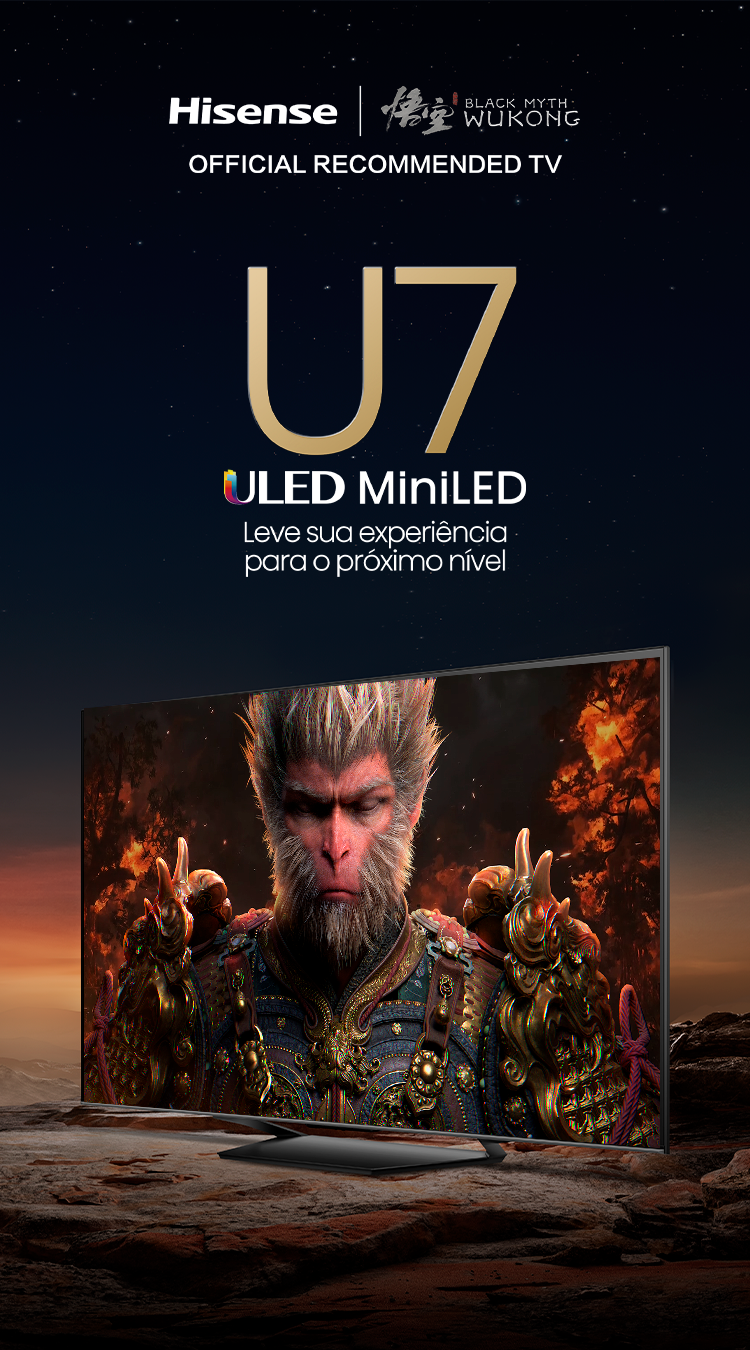 Hisense
悟空
BLACK MYTH
WUKONG
OFFICIAL RECOMMENDED TV
U7
ULED MiniLED
Leve sua experiência
para o próximo nível